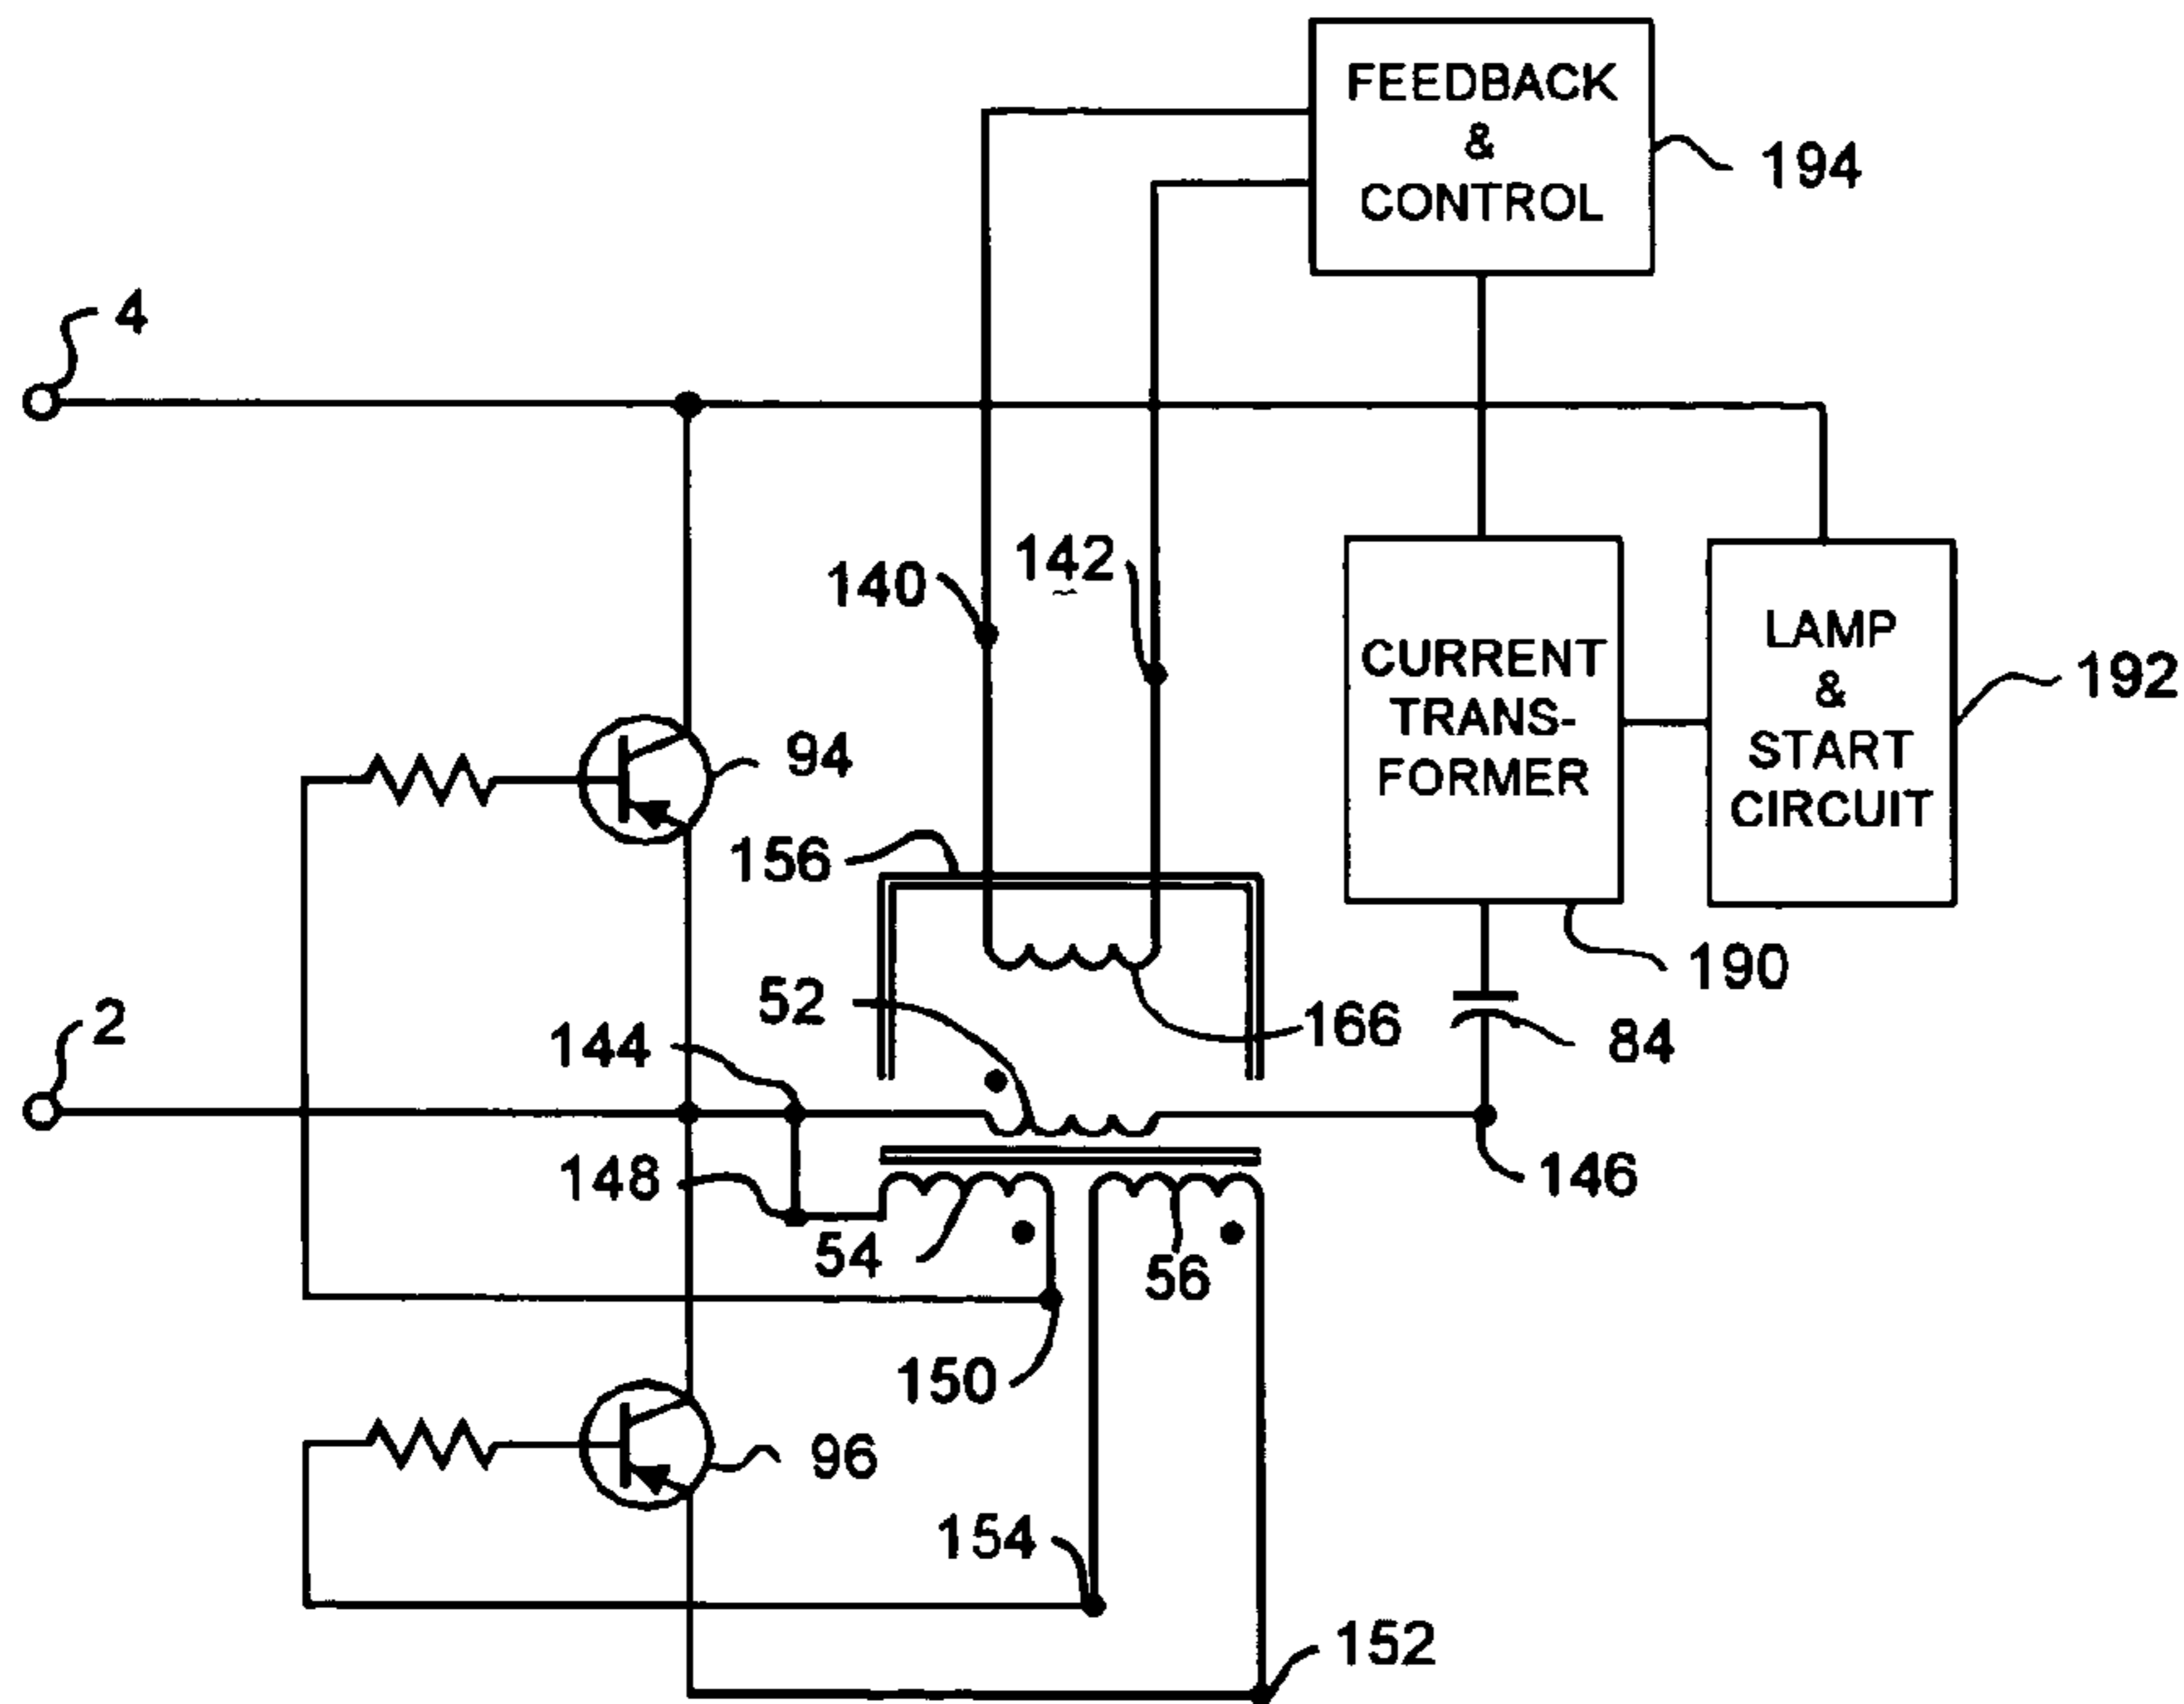 FEEDBACK
&
CONTROL
194
4
140
142
CURRENT
TRANS-
FORMER
LAMP
&
START
CIRCUIT
192
94
156
190
52
166
84
2
144
148
146
54
56
150
96
154
152